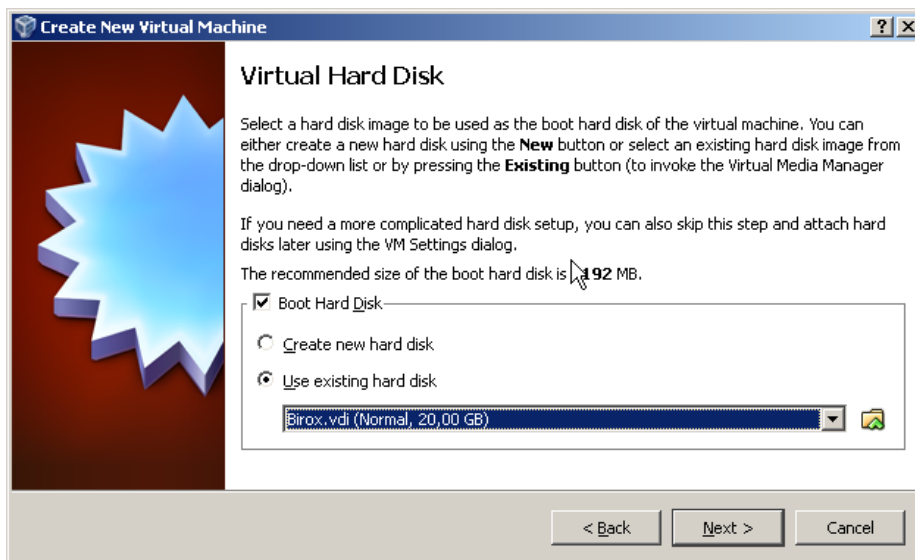 Create New Virtual Machine
Virtual Hard Disk
Select a hard disk image to be used as the boot hard disk of the virtual machine. You can
either create a new hard disk using the New button or select an existing hard disk image from
the drop-down list or by pressing the Existing button (to invoke the Virtual Media Manager
dialog).
If you need a more complicated hard disk setup, you can also skip this step and attach hard
disks later using the VM Settings dialog.
The recommended size of the boot hard disk is MB.
Boot Hard Disk
Create new hard disk
Use existing hard disk
Birox.vdi (Normal, 20,00 GB)
< Back
Next >
Cancel